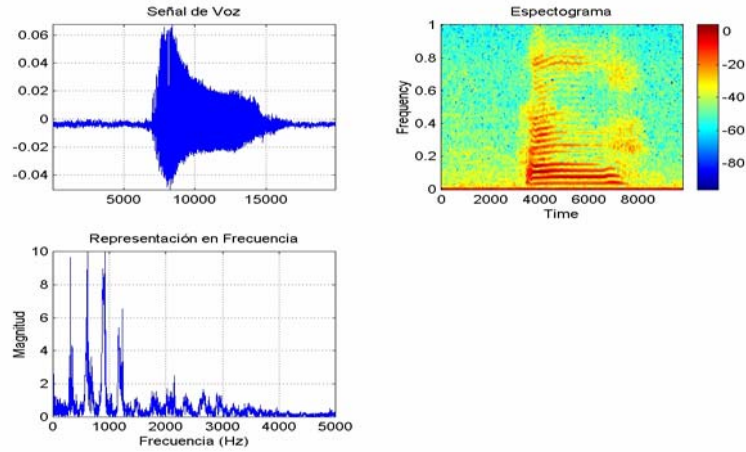 Señal de Voz
0.06
0.04
0.02
0
-0.02
-0.04
5000 10000 15000
Espectograma
Frequency
1
0.8
0.6
0.4
0.2
0
0 2000 4000 6000 8000
Time
0
-20
-40
-60
-80
Representación en Frecuencia
Magnitud
10
8
6
4
2
0
0 1000 2000 3000 4000 5000
Frecuencia (Hz)